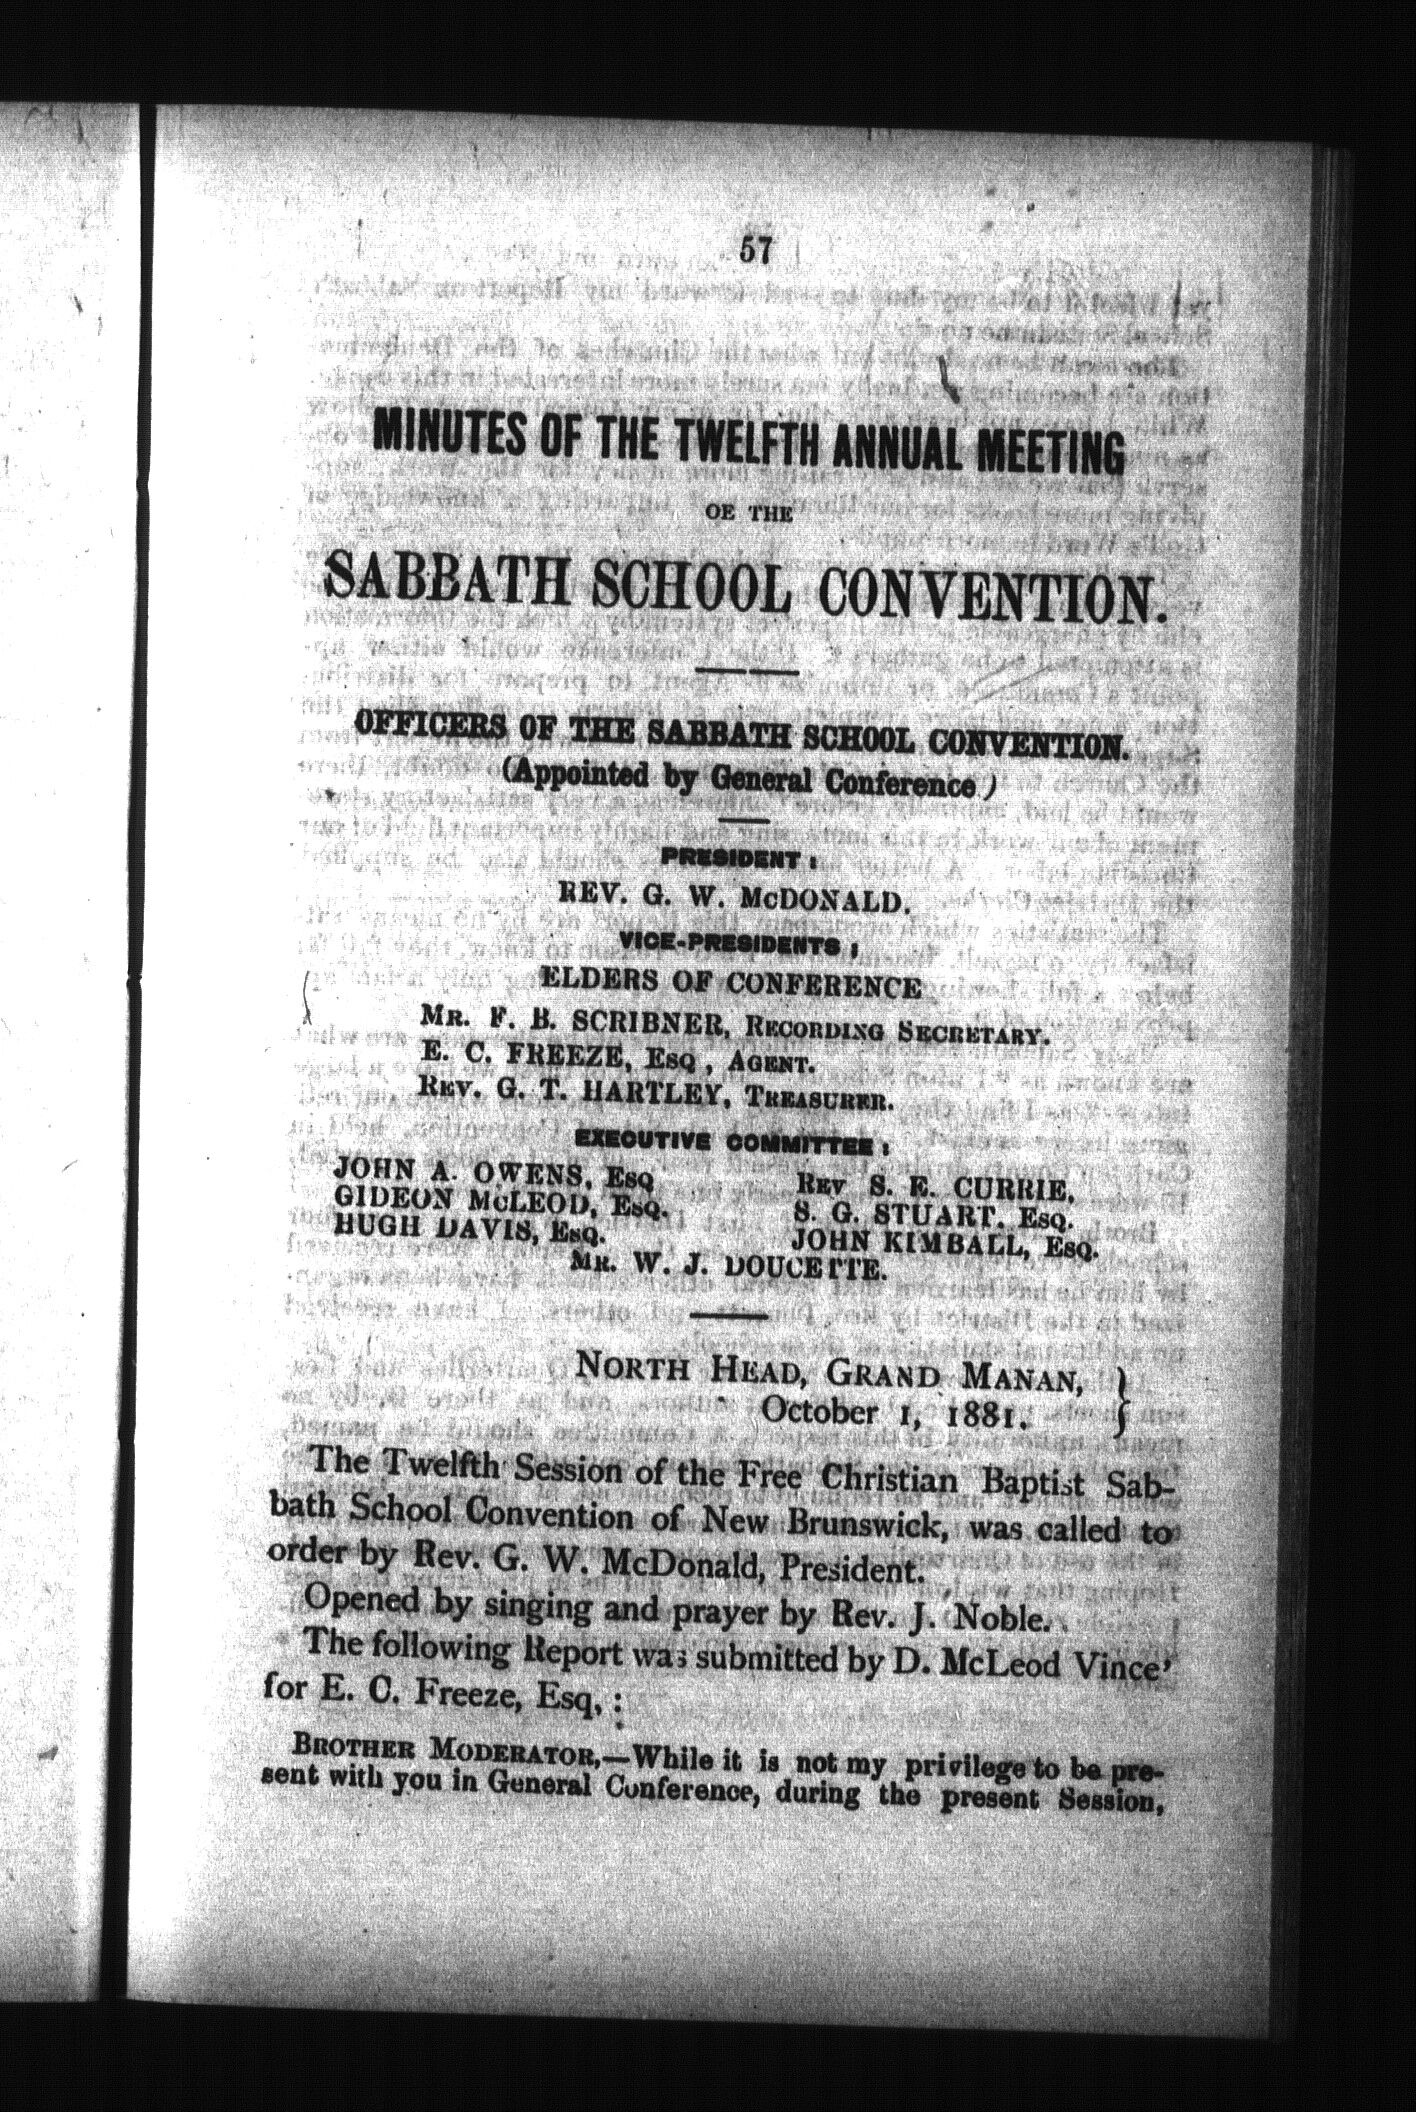 57
MINUTES OF THE TWELFTH ANNUAL MEETING
OF THE
SABBATH SCHOOL CONVENTION.
OFFICERS OF THE SABBATH SCHOOL CONVENTION.
(Appointed by General Conference.)
PRESIDENT:
REV. G. W. McDONALD.
VICE-PRESIDENTS;
ELDERS OF CONFERENCE
MR. F. B. SCRIBNER, RECORDING SECRETARY.
E. C. FREEZE, ESQ, AGENT.
REV. G. T. HARTLEY, TREASURER.
EXECUTIVE COMMITTEE:
JOHN A. OWENS, ESQ REV S. E. CURRIE,
GIDEON McLEOD, ESQ. S. G. STUART, ESQ.
HUGH DAVIS, ESQ. JOHN KIMBALL, ESQ.
MR. W. J. DOUCETTE.
NORTH HEAD, GRAND MANAN, }
October 1, 1881.
The Twelfth Session of the Free Christian Baptist Sab-
bath School Convention of New Brunswick, was called to
order by Rev. G. W. McDonald, President.
Opened by singing and prayer by Rev. J. Noble.
The following Report was submitted by D. McLeod Vince'
for E. C. Freeze, Esq, :
BROTHER MODERATOR,—While it is not my privilege to be pre-
sent with you in General Conference, during the present Session,